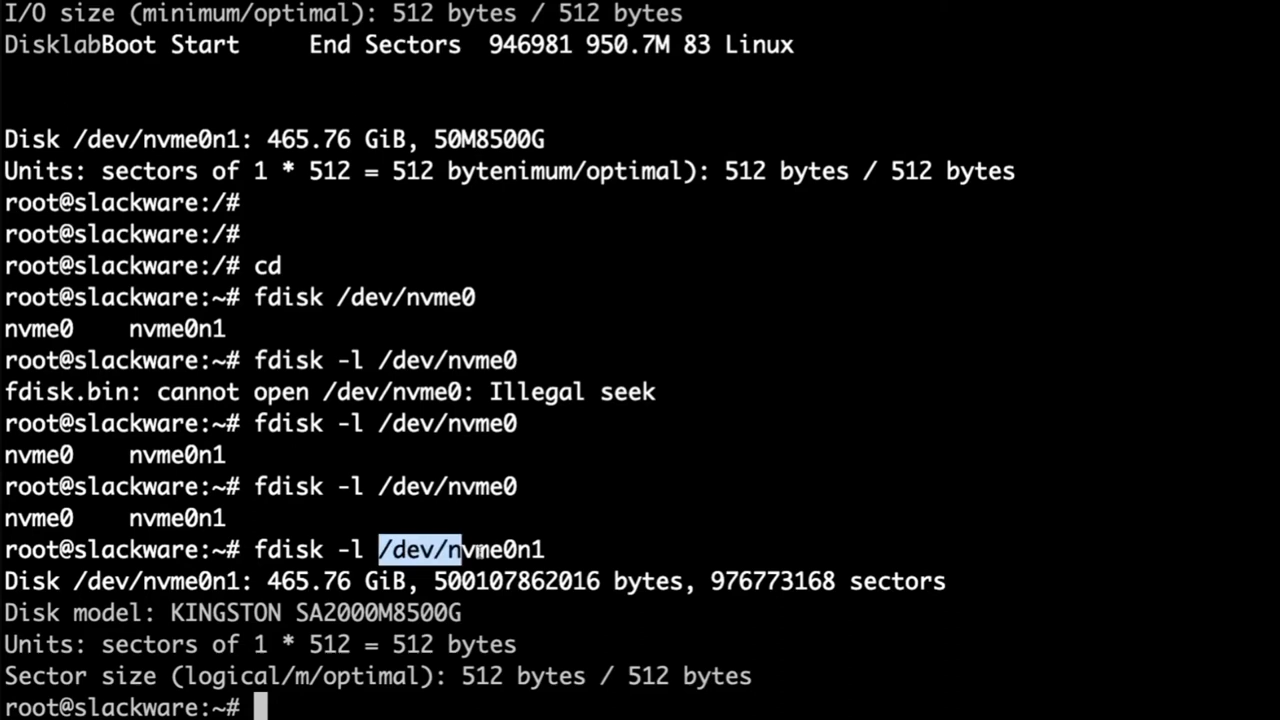 I/O size (minimum/optimal): 512 bytes / 512 bytes
DisklabBoot Start     End Sectors  946981 950.7M 83 Linux
Disk /dev/nvme0n1: 465.76 GiB, 50M8500G
Units: sectors of 1 * 512 = 512 bytenimum/optimal): 512 bytes / 512 bytes
root@slackware:/#
root@slackware:/#
root@slackware:/# cd
root@slackware:~# fdisk /dev/nvme0
nvme0    nvme0n1
root@slackware:~# fdisk -l /dev/nvme0
fdisk.bin: cannot open /dev/nvme0: Illegal seek
root@slackware:~# fdisk -l /dev/nvme0
nvme0    nvme0n1
root@slackware:~# fdisk -l /dev/nvme0
nvme0    nvme0n1
root@slackware:~# fdisk -l /dev/nvme0n1
Disk /dev/nvme0n1: 465.76 GiB, 500107862016 bytes, 976773168 sectors
Disk model: KINGSTON SA2000M8500G
Units: sectors of 1 * 512 = 512 bytes
Sector size (logical/m/optimal): 512 bytes / 512 bytes
root@slackware:~#